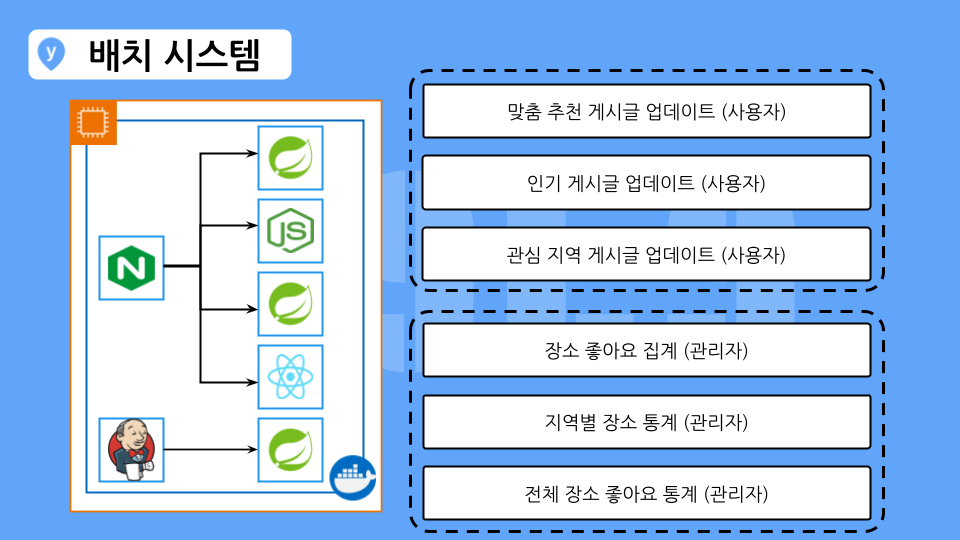 y
배치 시스템
맞춤 추천 게시글 업데이트 (사용자)
인기 게시글 업데이트 (사용자)
관심 지역 게시글 업데이트 (사용자)
N
JS
장소 좋아요 집계 (관리자)
지역별 장소 통계 (관리자)
전체 장소 좋아요 통계 (관리자)